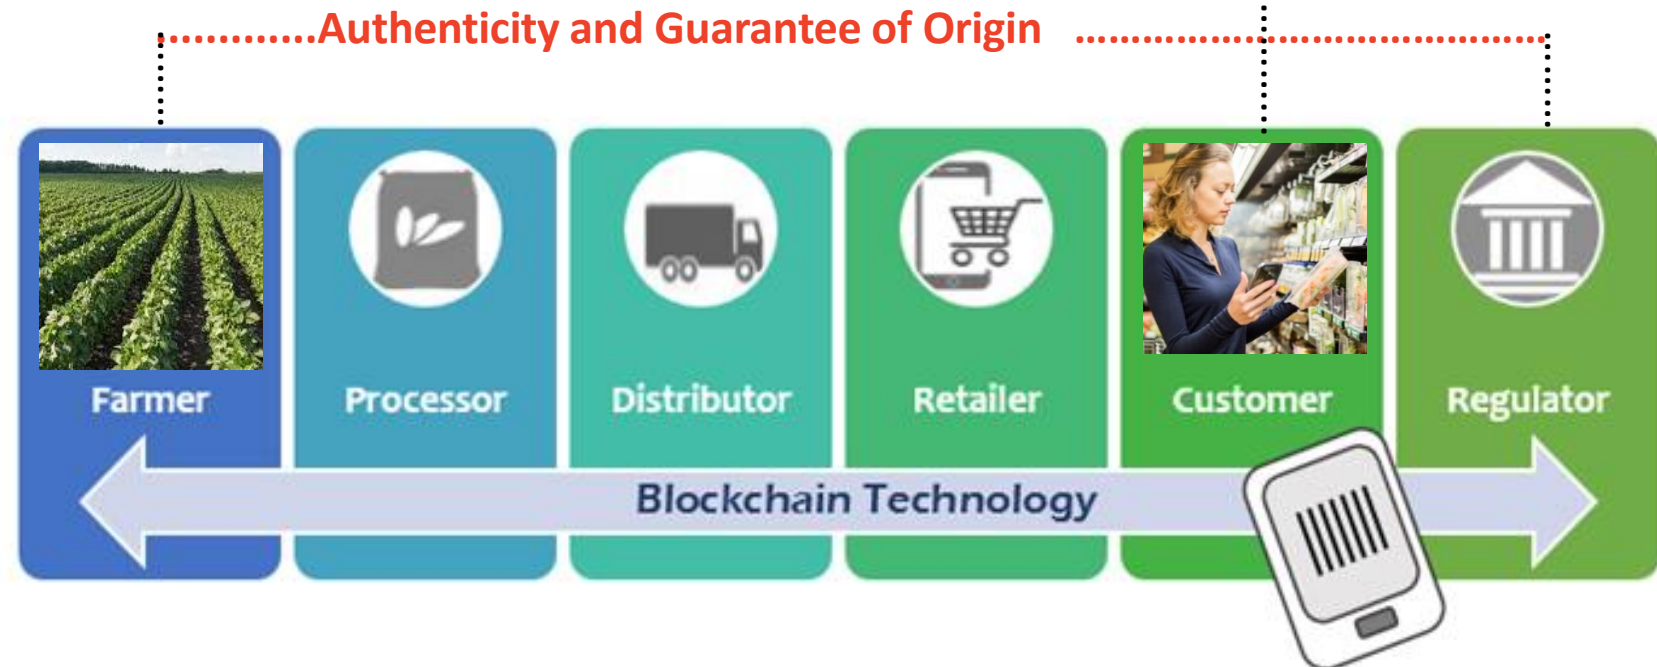 Authenticity and Guarantee of Origin
Farmer
Processor
Distributor
Retailer
Customer
Regulator
Blockchain Technology